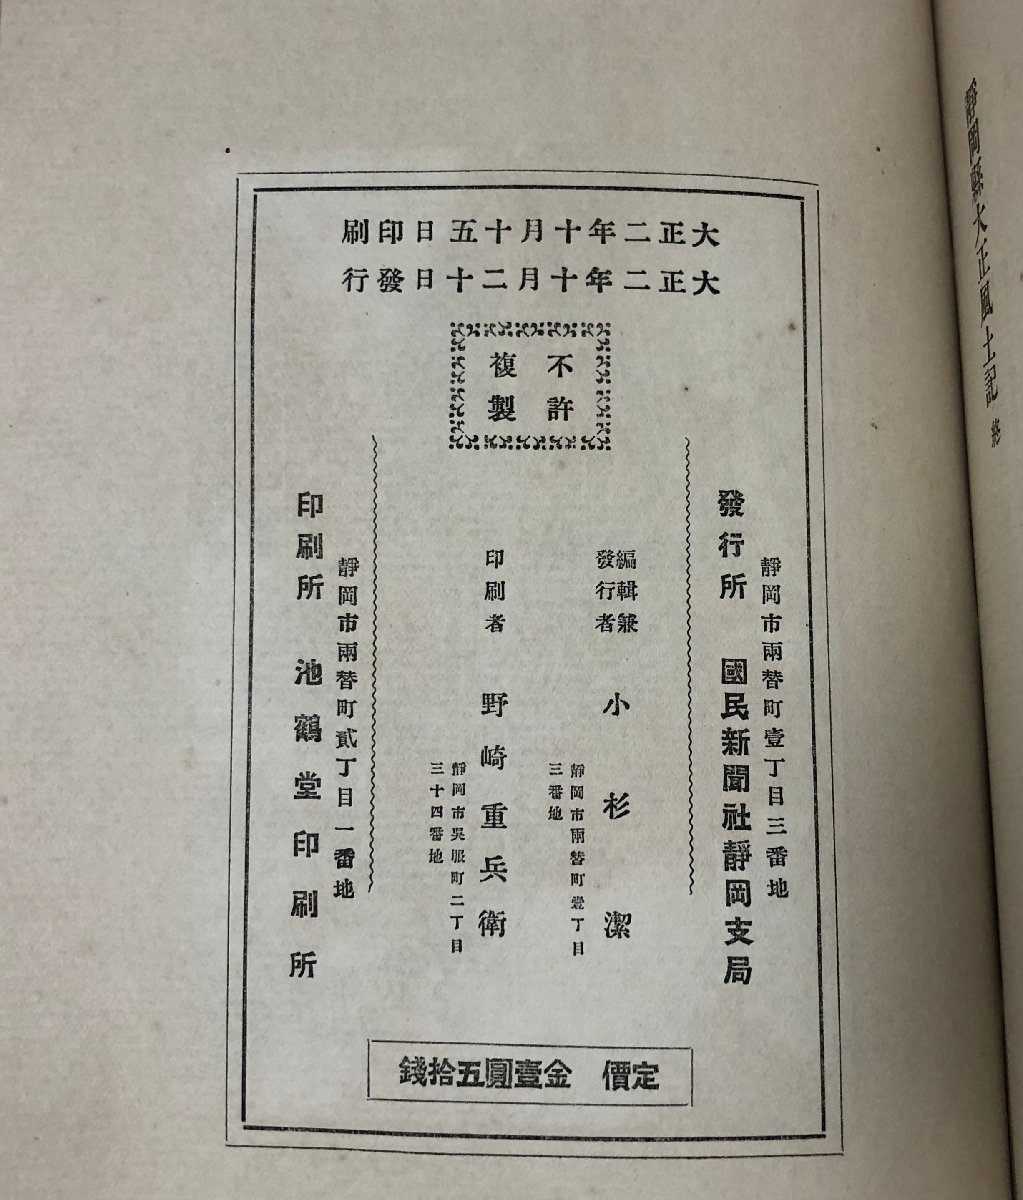 靜岡縣大正風土記 終
大正二年十月十五日印刷
大正二年十月二十日發行
不許
複製
靜岡市兩替町壹丁目三番地
發行所 國民新聞社靜岡支局
編輯兼
發行者 小杉潔
靜岡市兩替町壹丁目
三番地
印刷者 野崎重兵衛
靜岡市吳服町二丁目
三十四番地
靜岡市兩替町貳丁目一番地
印刷所 池鶴堂印刷所
定價 金壹圓五拾錢